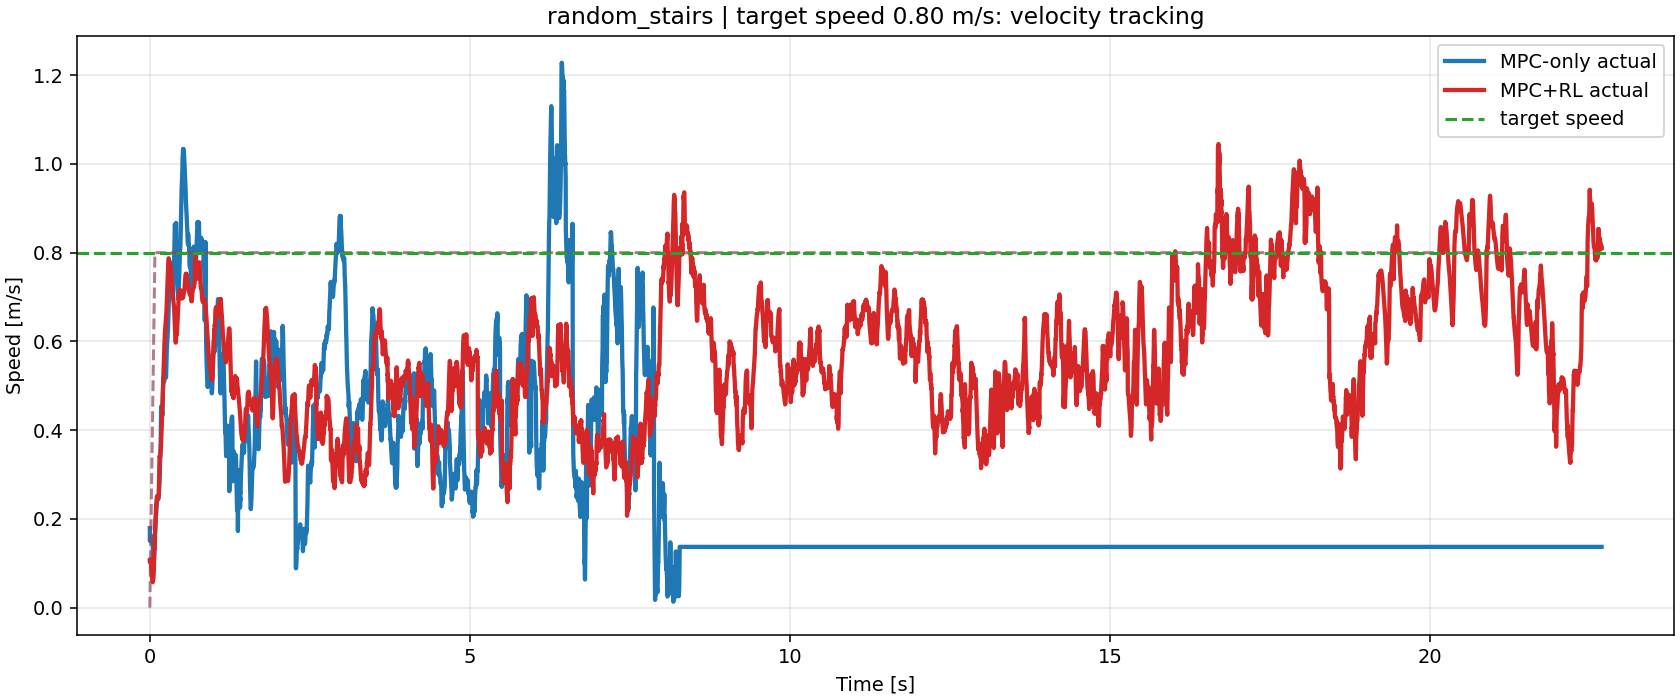 random_stairs | target speed 0.80 m/s: velocity tracking
MPC-only actual
MPC+RL actual
target speed
Speed [m/s]
1.2
1.0
0.8
0.6
0.4
0.2
0.0
0 5 10 15 20
Time [s]